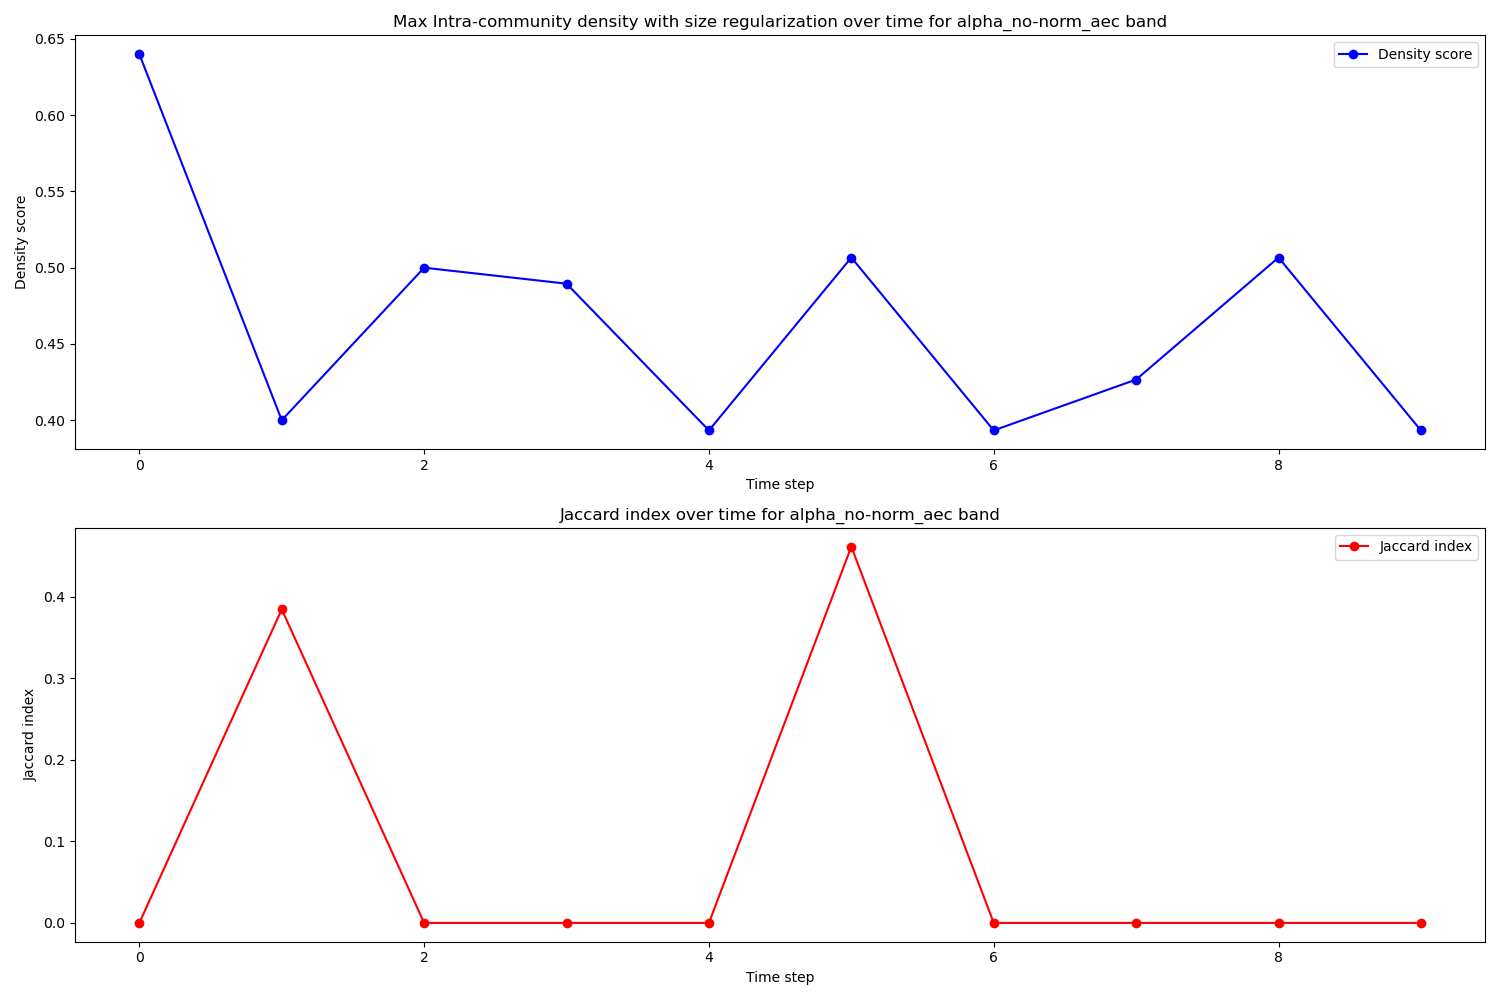 Max Intra-community density with size regularization over time for alpha_no-norm_aec band
Density score
0.65
0.60
0.55
0.50
0.45
0.40
Density score
0 2 4 6 8
Time step
Jaccard index over time for alpha_no-norm_aec band
Jaccard index
0.4
0.3
0.2
0.1
0.0
Jaccard index
0 2 4 6 8
Time step